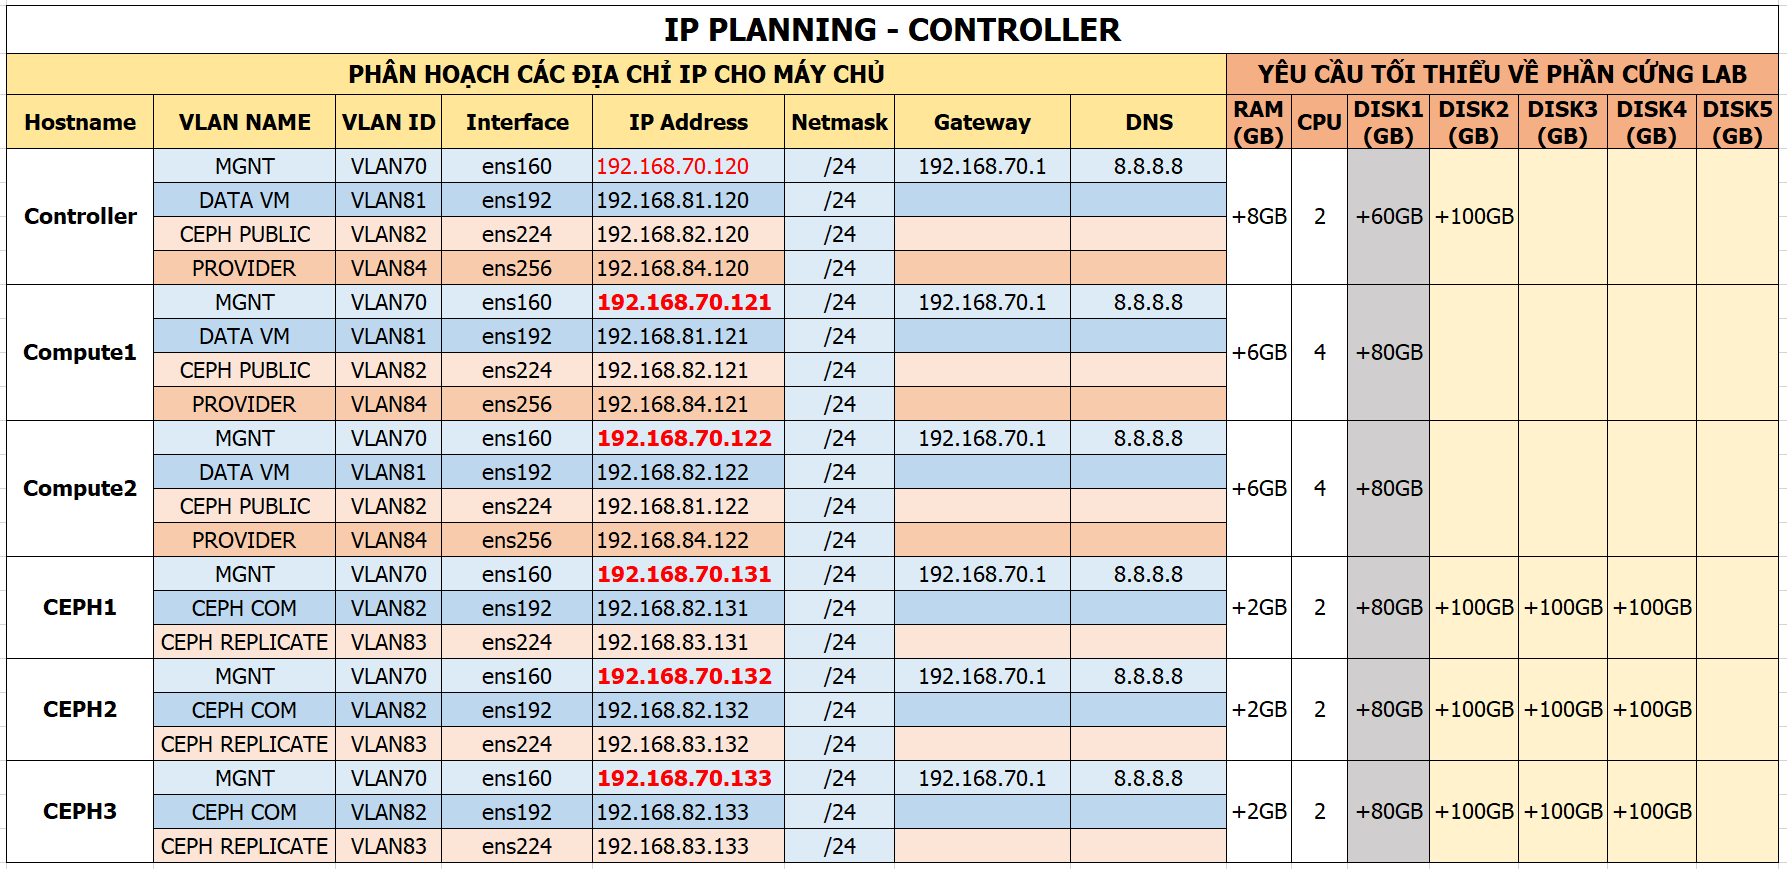 IP PLANNING - CONTROLLER
PHÂN HOẠCH CÁC ĐỊA CHỈ IP CHO MÁY CHỦ YÊU CẦU TỐI THIỂU VỀ PHẦN CỨNG LAB
Hostname VLAN NAME VLAN ID Interface IP Address Netmask Gateway DNS RAM (GB) CPU DISK1 (GB) DISK2 (GB) DISK3 (GB) DISK4 (GB) DISK5 (GB)
Controller MGNT VLAN70 ens160 192.168.70.120 /24 192.168.70.1 8.8.8.8 +8GB 2 +60GB +100GB
DATA VM VLAN81 ens192 192.168.81.120 /24
CEPH PUBLIC VLAN82 ens224 192.168.82.120 /24
PROVIDER VLAN84 ens256 192.168.84.120 /24
Compute1 MGNT VLAN70 ens160 192.168.70.121 /24 192.168.70.1 8.8.8.8 +6GB 4 +80GB
DATA VM VLAN81 ens192 192.168.81.121 /24
CEPH PUBLIC VLAN82 ens224 192.168.82.121 /24
PROVIDER VLAN84 ens256 192.168.84.121 /24
Compute2 MGNT VLAN70 ens160 192.168.70.122 /24 192.168.70.1 8.8.8.8 +6GB 4 +80GB
DATA VM VLAN81 ens192 192.168.82.122 /24
CEPH PUBLIC VLAN82 ens224 192.168.81.122 /24
PROVIDER VLAN84 ens256 192.168.84.122 /24
CEPH1 MGNT VLAN70 ens160 192.168.70.131 /24 192.168.70.1 8.8.8.8 +2GB 2 +80GB +100GB +100GB +100GB
CEPH COM VLAN82 ens192 192.168.82.131 /24
CEPH REPLICATE VLAN83 ens224 192.168.83.131 /24
CEPH2 MGNT VLAN70 ens160 192.168.70.132 /24 192.168.70.1 8.8.8.8 +2GB 2 +80GB +100GB +100GB +100GB
CEPH COM VLAN82 ens192 192.168.82.132 /24
CEPH REPLICATE VLAN83 ens224 192.168.83.132 /24
CEPH3 MGNT VLAN70 ens160 192.168.70.133 /24 192.168.70.1 8.8.8.8 +2GB 2 +80GB +100GB +100GB +100GB
CEPH COM VLAN82 ens192 192.168.82.133 /24
CEPH REPLICATE VLAN83 ens224 192.168.83.133 /24